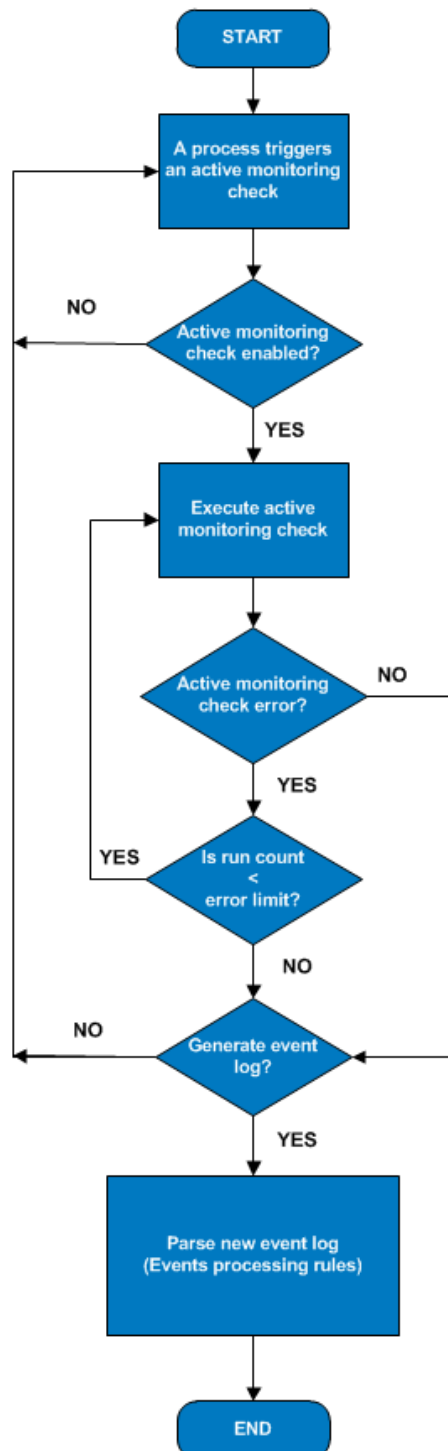 START
A process triggers
an active monitoring
check
NO
Active monitoring
check enabled?
YES
Execute active
monitoring check
Active monitoring
check error?
NO
YES
YES
Is run count
<
error limit?
NO
NO
Generate event
log?
YES
Parse new event log
(Events processing rules)
END